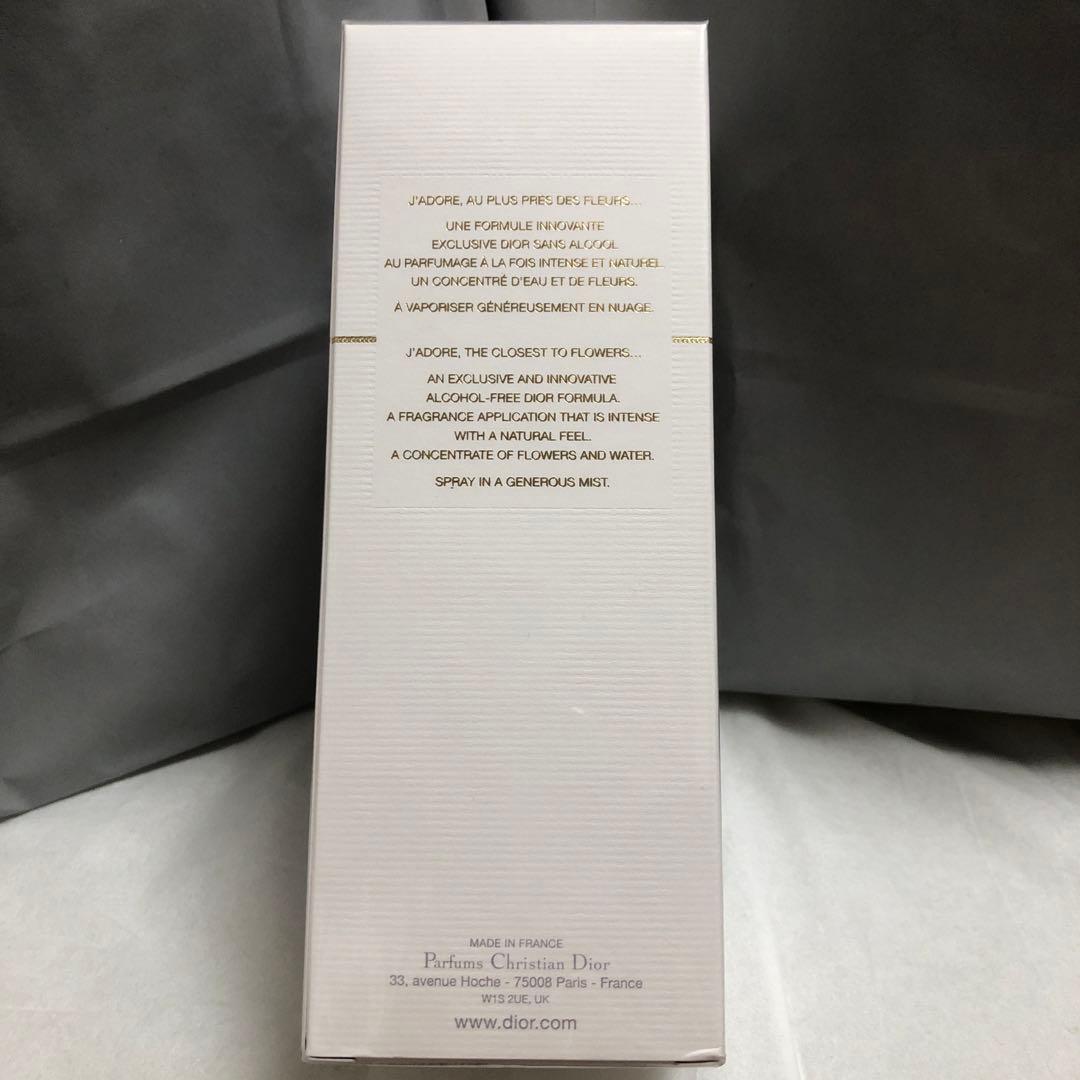 J'ADORE, AU PLUS PRÈS DES FLEURS...
UNE FORMULE INNOVANTE
EXCLUSIVE DIOR SANS ALCOOL
AU PARFUMAGE À LA FOIS INTENSE ET NATUREL
UN CONCENTRÉ D'EAU ET DE FLEURS.
À VAPORISER GÉNÉREUSEMENT EN NUAGE.
J'ADORE, THE CLOSEST TO FLOWERS...
AN EXCLUSIVE AND INNOVATIVE
ALCOHOL-FREE DIOR FORMULA.
A FRAGRANCE APPLICATION THAT IS INTENSE
WITH A NATURAL FEEL.
A CONCENTRATE OF FLOWERS AND WATER.
SPRAY IN A GENEROUS MIST.
MADE IN FRANCE
Parfums Christian Dior
33, avenue Hoche - 75008 Paris - France
W1S 2UE, UK
www.dior.com